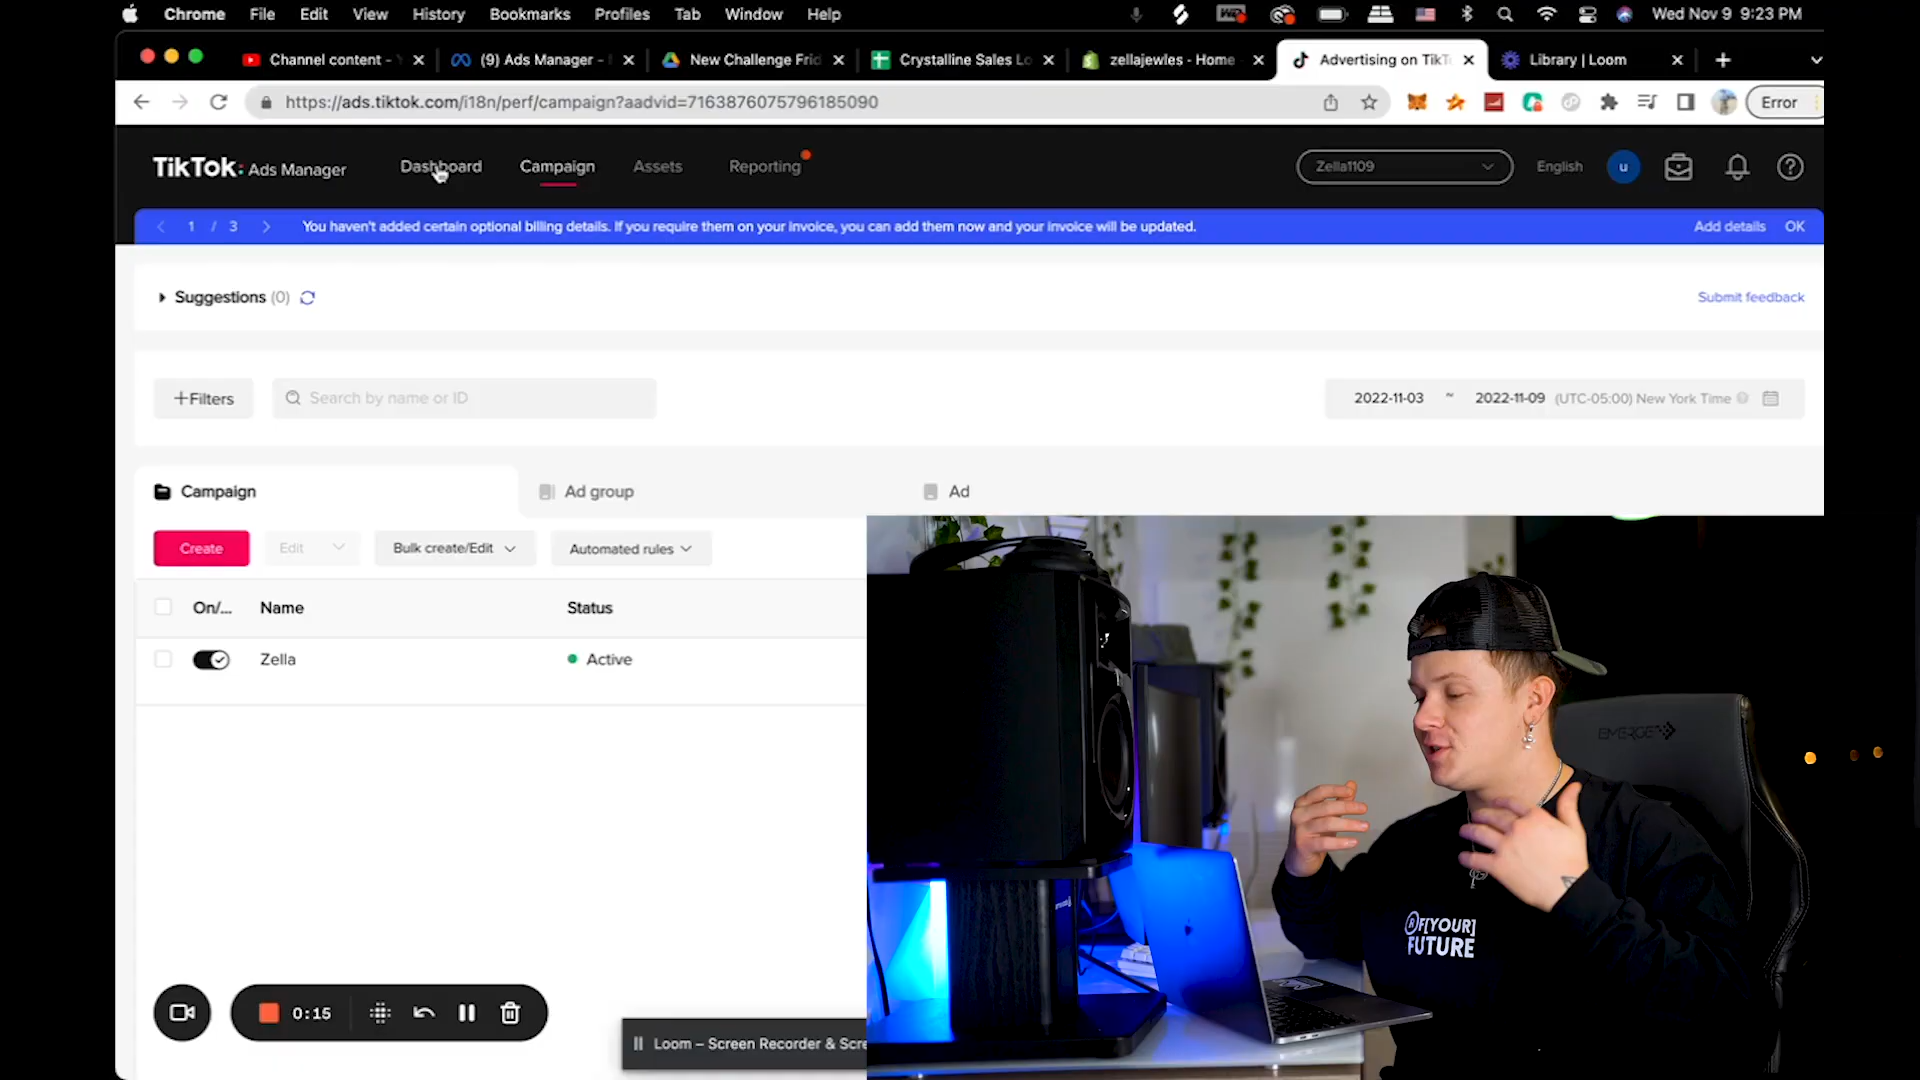 Chrome File Edit View History Bookmarks Profiles Tab Window Help Wed Nov 9 9:23 PM
Channel content - (9) Ads Manager - New Challenge Frid Crystalline Sales Lo zellajewles - Home Advertising on TikT Library | Loom
https://ads.tiktok.com/i18n/perf/campaign?aadvid=7163876075796185090 Error
TikTok: Ads Manager Dashboard Campaign Assets Reporting Zella1109 English u
1 / 3 You haven't added certain optional billing details. If you require them on your invoice, you can add them now and your invoice will be updated. Add details OK
Suggestions (0) Submit feedback
+Filters Search by name or ID 2022-11-03 ~ 2022-11-09 (UTC-05:00) New York Time
Campaign Ad group Ad
Create Edit Bulk create/Edit Automated rules
On/... Name Status
Zella Active
EMERGE
F[YOUR]
FUTURE
0:15
Loom – Screen Recorder & Scre